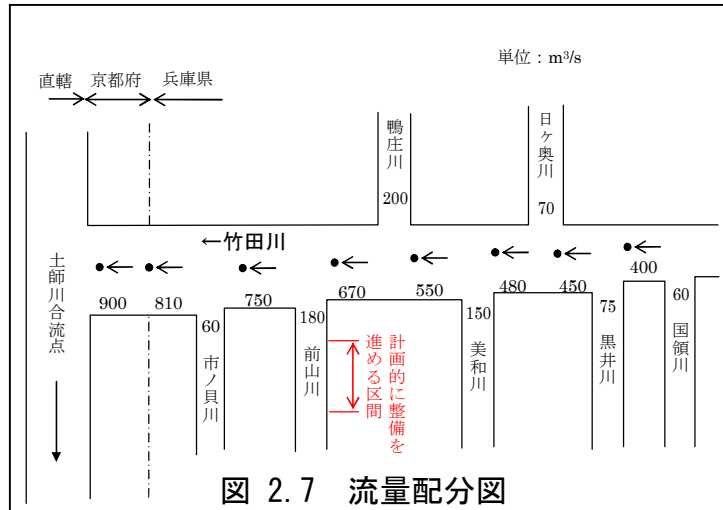 単位：m³/s
直轄 京都府 兵庫県
鴨庄川
200
日ヶ奥川
70
←竹田川
土師川合流点
900 810 750 670 550 480 450 400
60
市ノ貝川
180
前山川
150
美和川
75
黒井川
60
国領川
計画的に整備を
進める区間
図 2.7 流量配分図